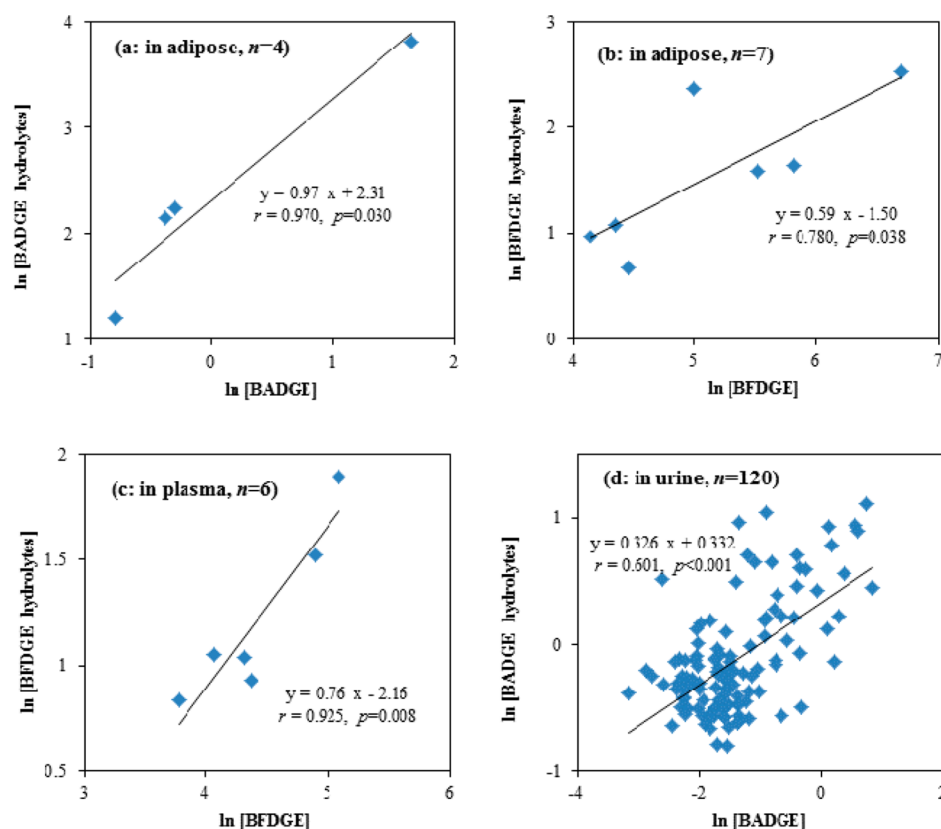 4
(a: in adipose, n=4)
3
ln [BADGE hydrolytes]
y = 0.97 x + 2.31
r = 0.970, p=0.030
2
1
-1
0
1
2
ln [BADGE]
3
(b: in adipose, n=7)
2
ln [BFDGE hydrolytes]
y = 0.59 x - 1.50
r = 0.780, p=0.038
1
0
4
5
6
7
ln [BFDGE]
2
(c: in plasma, n=6)
1.5
ln [BFDGE hydrolytes]
1
y = 0.76 x - 2.16
r = 0.925, p=0.008
0.5
3
4
5
6
ln [BFDGE]
(d: in urine, n=120)
1
y = 0.326 x + 0.332
r = 0.601, p<0.001
ln [BADGE hydrolytes]
0
-1
-4
-2
0
2
ln [BADGE]